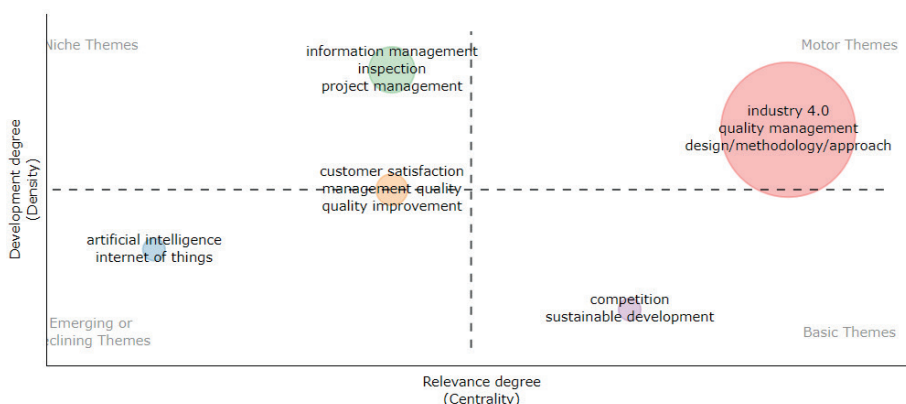 Niche Themes
information management
inspection
project management
Motor Themes
industry 4.0
quality management
design/methodology/approach
customer satisfaction
management quality
quality improvement
artificial intelligence
internet of things
competition
sustainable development
Emerging or
clining Themes
Basic Themes
Development degree
(Density)
Relevance degree
(Centrality)